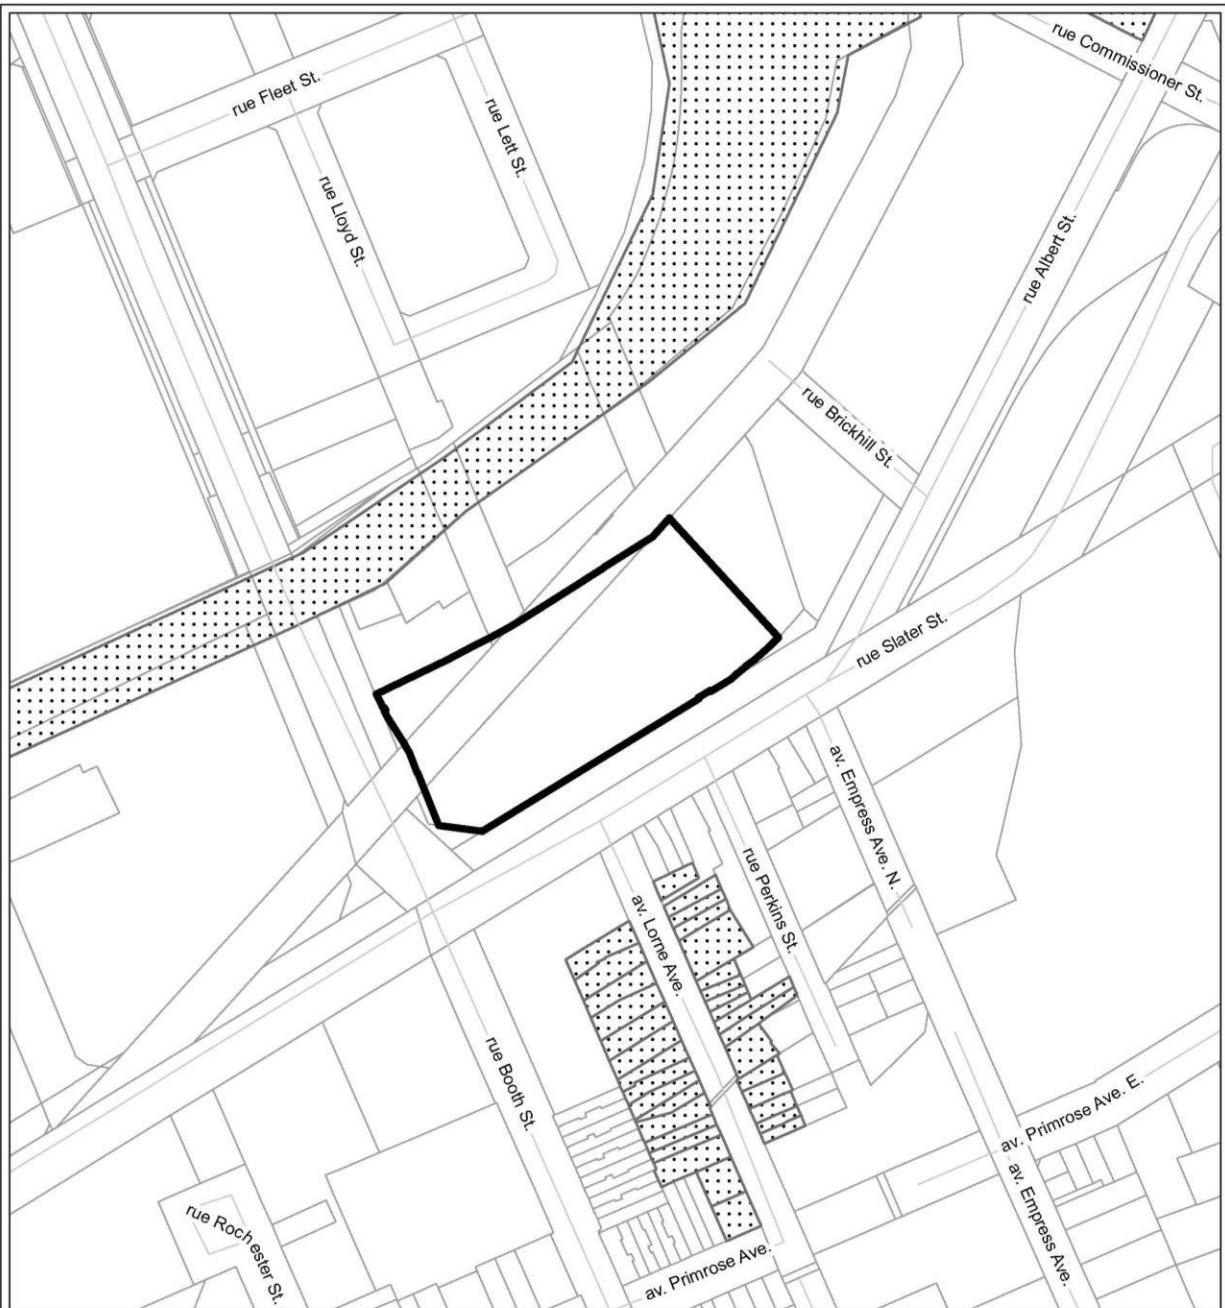 rue Commissioner St.
rue Fleet St.
rue Lett St.
rue Lloyd St.
rue Albert St.
rue Brickhill St.
rue Slater St.
av. Empress Ave. N.
rue Perkins St.
av. Lorne Ave.
rue Booth St.
av. Primrose Ave. E.
av. Empress Ave.
rue Rochester St.
av. Primrose Ave.